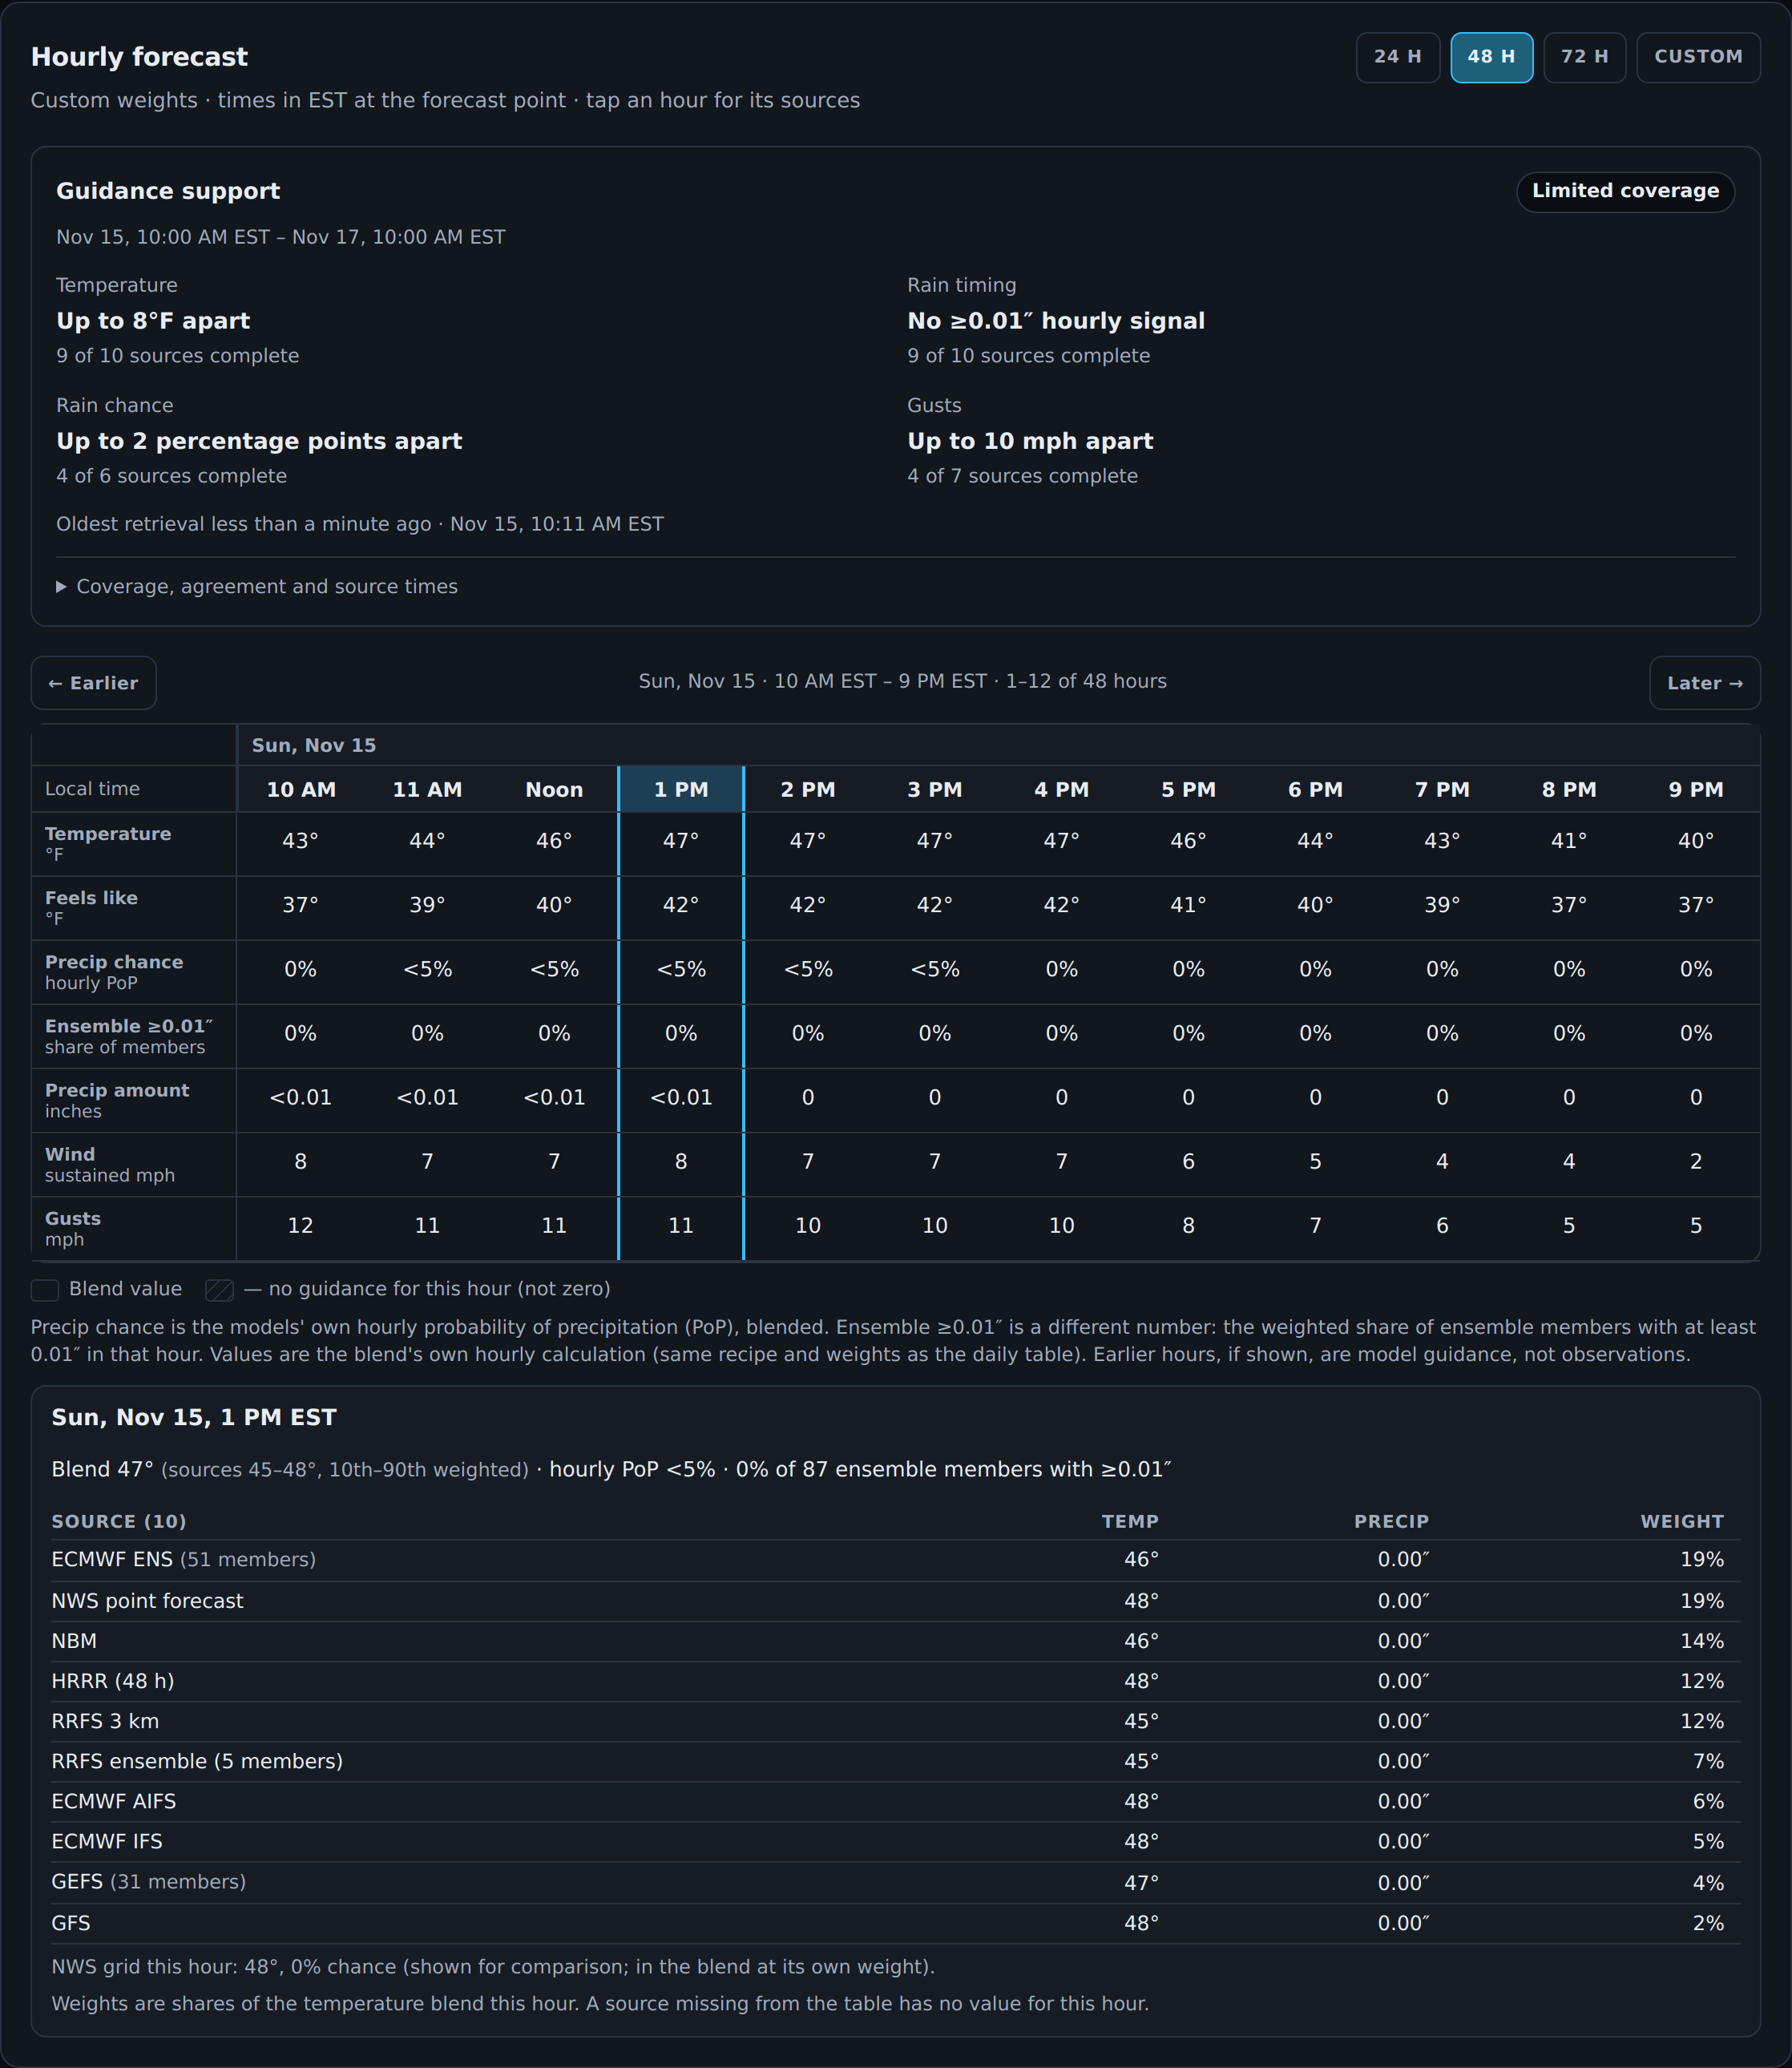 Hourly forecast
24 H 48 H 72 H CUSTOM
Custom weights · times in EST at the forecast point · tap an hour for its sources
Guidance support
Limited coverage
Nov 15, 10:00 AM EST – Nov 17, 10:00 AM EST
Temperature
Up to 8°F apart
9 of 10 sources complete
Rain timing
No ≥0.01″ hourly signal
9 of 10 sources complete
Rain chance
Up to 2 percentage points apart
4 of 6 sources complete
Gusts
Up to 10 mph apart
4 of 7 sources complete
Oldest retrieval less than a minute ago · Nov 15, 10:11 AM EST
▶ Coverage, agreement and source times
← Earlier
Sun, Nov 15 · 10 AM EST – 9 PM EST · 1–12 of 48 hours
Later →
Sun, Nov 15
Local time 10 AM 11 AM Noon 1 PM 2 PM 3 PM 4 PM 5 PM 6 PM 7 PM 8 PM 9 PM
Temperature
°F
43° 44° 46° 47° 47° 47° 47° 46° 44° 43° 41° 40°
Feels like
°F
37° 39° 40° 42° 42° 42° 42° 41° 40° 39° 37° 37°
Precip chance
hourly PoP
0% <5% <5% <5% <5% <5% 0% 0% 0% 0% 0% 0%
Ensemble ≥0.01″
share of members
0% 0% 0% 0% 0% 0% 0% 0% 0% 0% 0% 0%
Precip amount
inches
<0.01 <0.01 <0.01 <0.01 0 0 0 0 0 0 0 0
Wind
sustained mph
8 7 7 8 7 7 7 6 5 4 4 2
Gusts
mph
12 11 11 11 10 10 10 8 7 6 5 5
Blend value — no guidance for this hour (not zero)
Precip chance is the models' own hourly probability of precipitation (PoP), blended. Ensemble ≥0.01″ is a different number: the weighted share of ensemble members with at least
0.01″ in that hour. Values are the blend's own hourly calculation (same recipe and weights as the daily table). Earlier hours, if shown, are model guidance, not observations.
Sun, Nov 15, 1 PM EST
Blend 47° (sources 45–48°, 10th–90th weighted) · hourly PoP <5% · 0% of 87 ensemble members with ≥0.01″
SOURCE (10) TEMP PRECIP WEIGHT
ECMWF ENS (51 members) 46° 0.00″ 19%
NWS point forecast 48° 0.00″ 19%
NBM 46° 0.00″ 14%
HRRR (48 h) 48° 0.00″ 12%
RRFS 3 km 45° 0.00″ 12%
RRFS ensemble (5 members) 45° 0.00″ 7%
ECMWF AIFS 48° 0.00″ 6%
ECMWF IFS 48° 0.00″ 5%
GEFS (31 members) 47° 0.00″ 4%
GFS 48° 0.00″ 2%
NWS grid this hour: 48°, 0% chance (shown for comparison; in the blend at its own weight).
Weights are shares of the temperature blend this hour. A source missing from the table has no value for this hour.